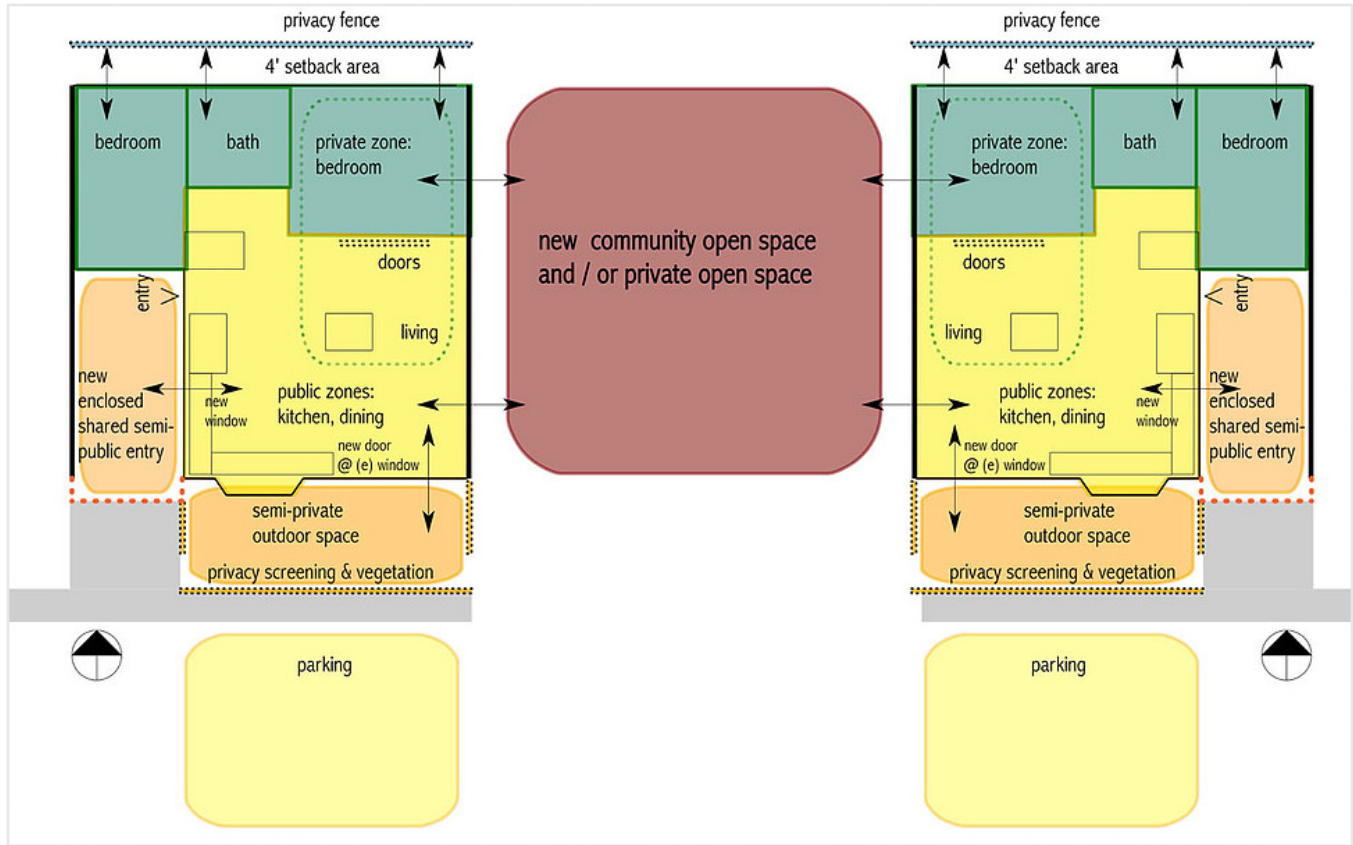 privacy fence
4' setback area
bedroom
bath
private zone:
bedroom
doors
entry
living
new
enclosed
shared semi-
public entry
new
window
public zones:
kitchen, dining
new door
@ (e) window
semi-private
outdoor space
privacy screening & vegetation
parking
new community open space
and / or private open space
privacy fence
4' setback area
private zone:
bedroom
bath
bedroom
doors
entry
living
public zones:
kitchen, dining
new
window
new
enclosed
shared semi-
public entry
new door
@ (e) window
semi-private
outdoor space
privacy screening & vegetation
parking